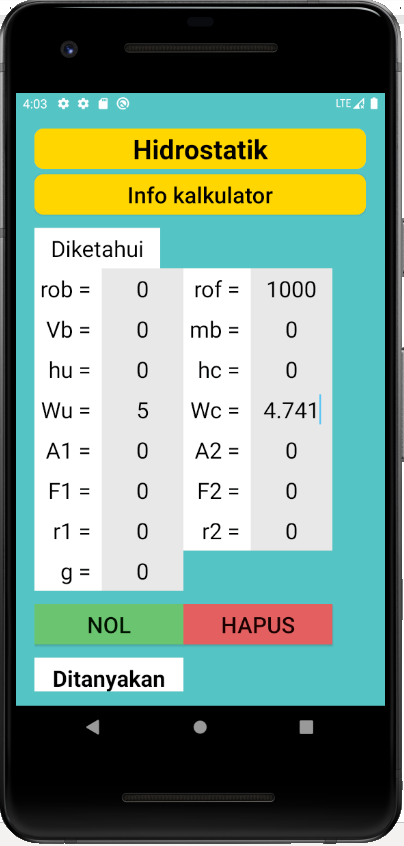 4:03 LTE
Hidrostatik
Info kalkulator
Diketahui
rob = 0 rof = 1000
Vb = 0 mb = 0
hu = 0 hc = 0
Wu = 5 Wc = 4.741
A1 = 0 A2 = 0
F1 = 0 F2 = 0
r1 = 0 r2 = 0
g = 0
NOL HAPUS
Ditanyakan